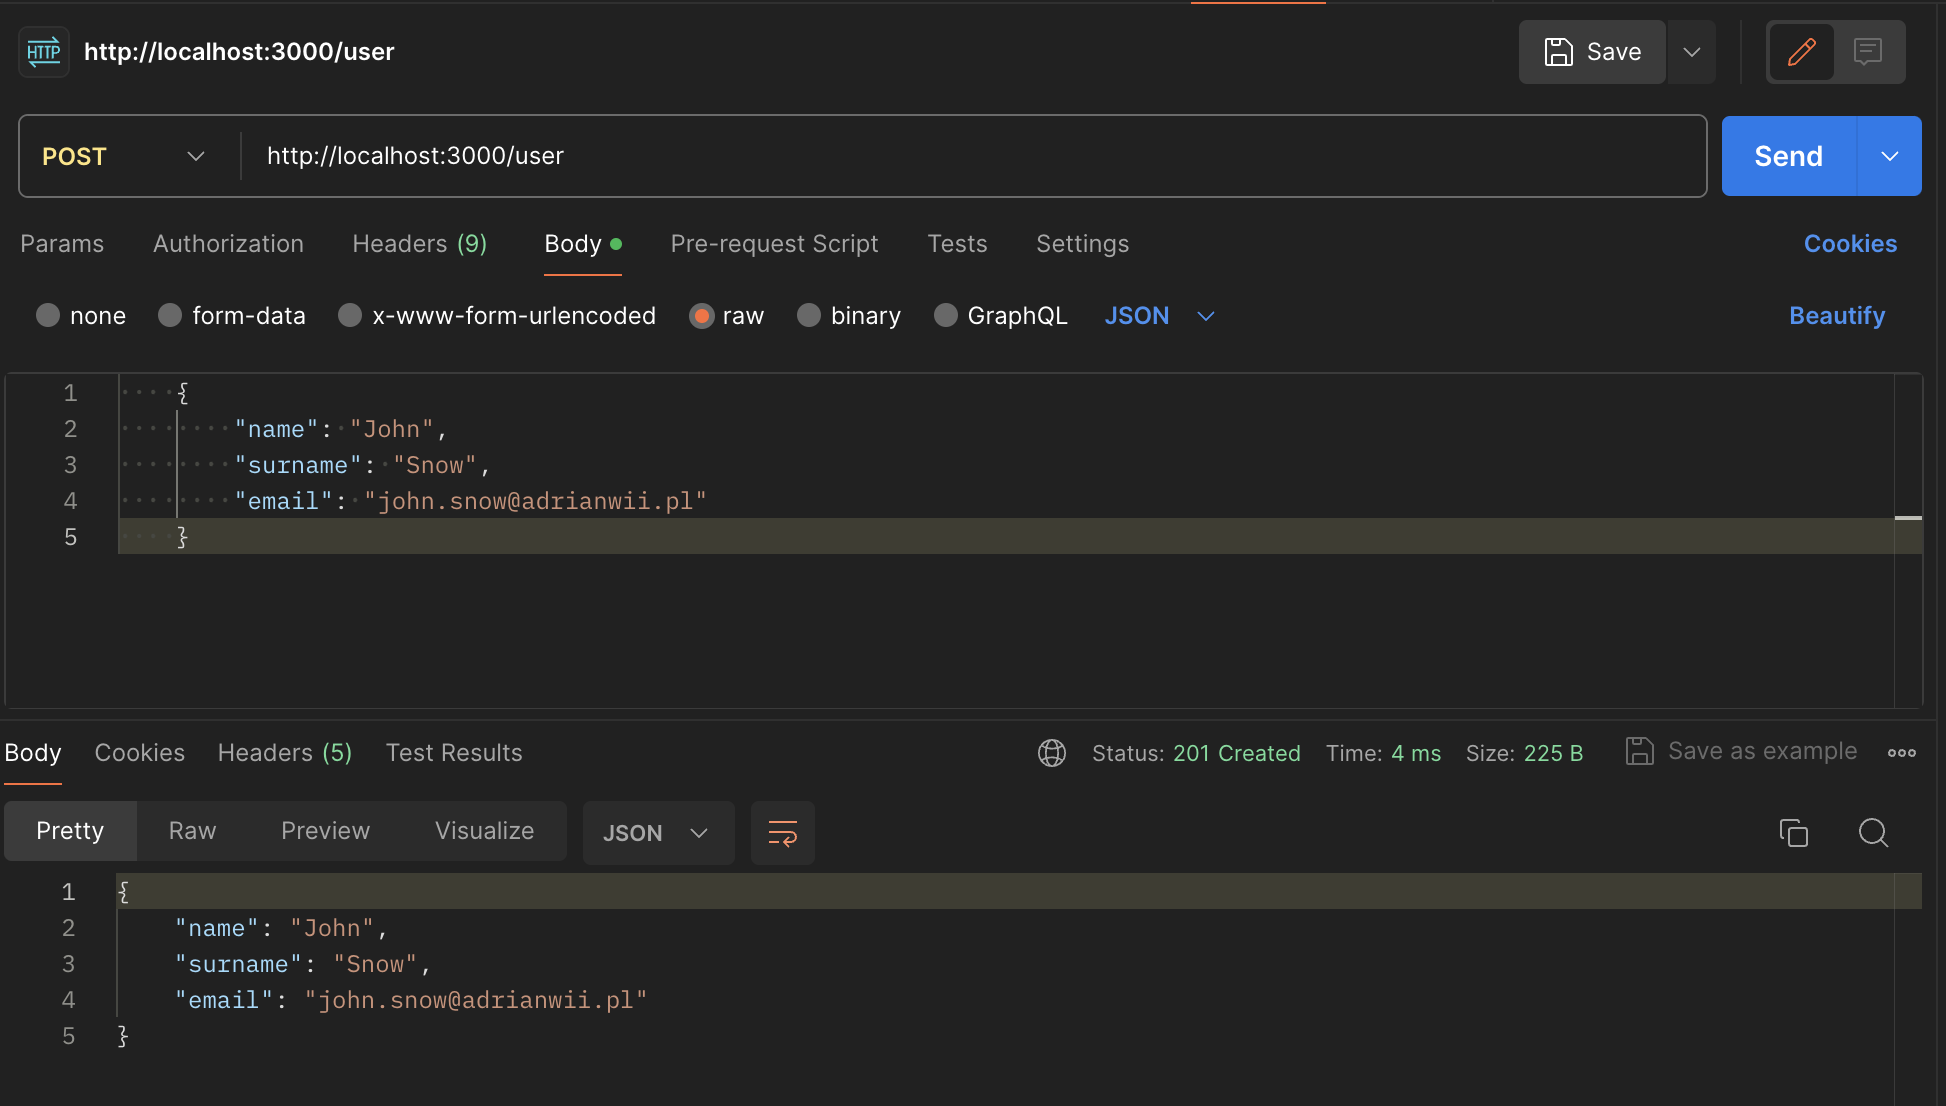 HTTP http://localhost:3000/user Save
POST http://localhost:3000/user Send
Params Authorization Headers (9) Body Pre-request Script Tests Settings Cookies
none form-data x-www-form-urlencoded raw binary GraphQL JSON Beautify
1 {
2 "name": "John",
3 "surname": "Snow",
4 "email": "john.snow@adrianwii.pl"
5 }
Body Cookies Headers (5) Test Results Status: 201 Created Time: 4 ms Size: 225 B Save as example
Pretty Raw Preview Visualize JSON
1 {
2 "name": "John",
3 "surname": "Snow",
4 "email": "john.snow@adrianwii.pl"
5 }